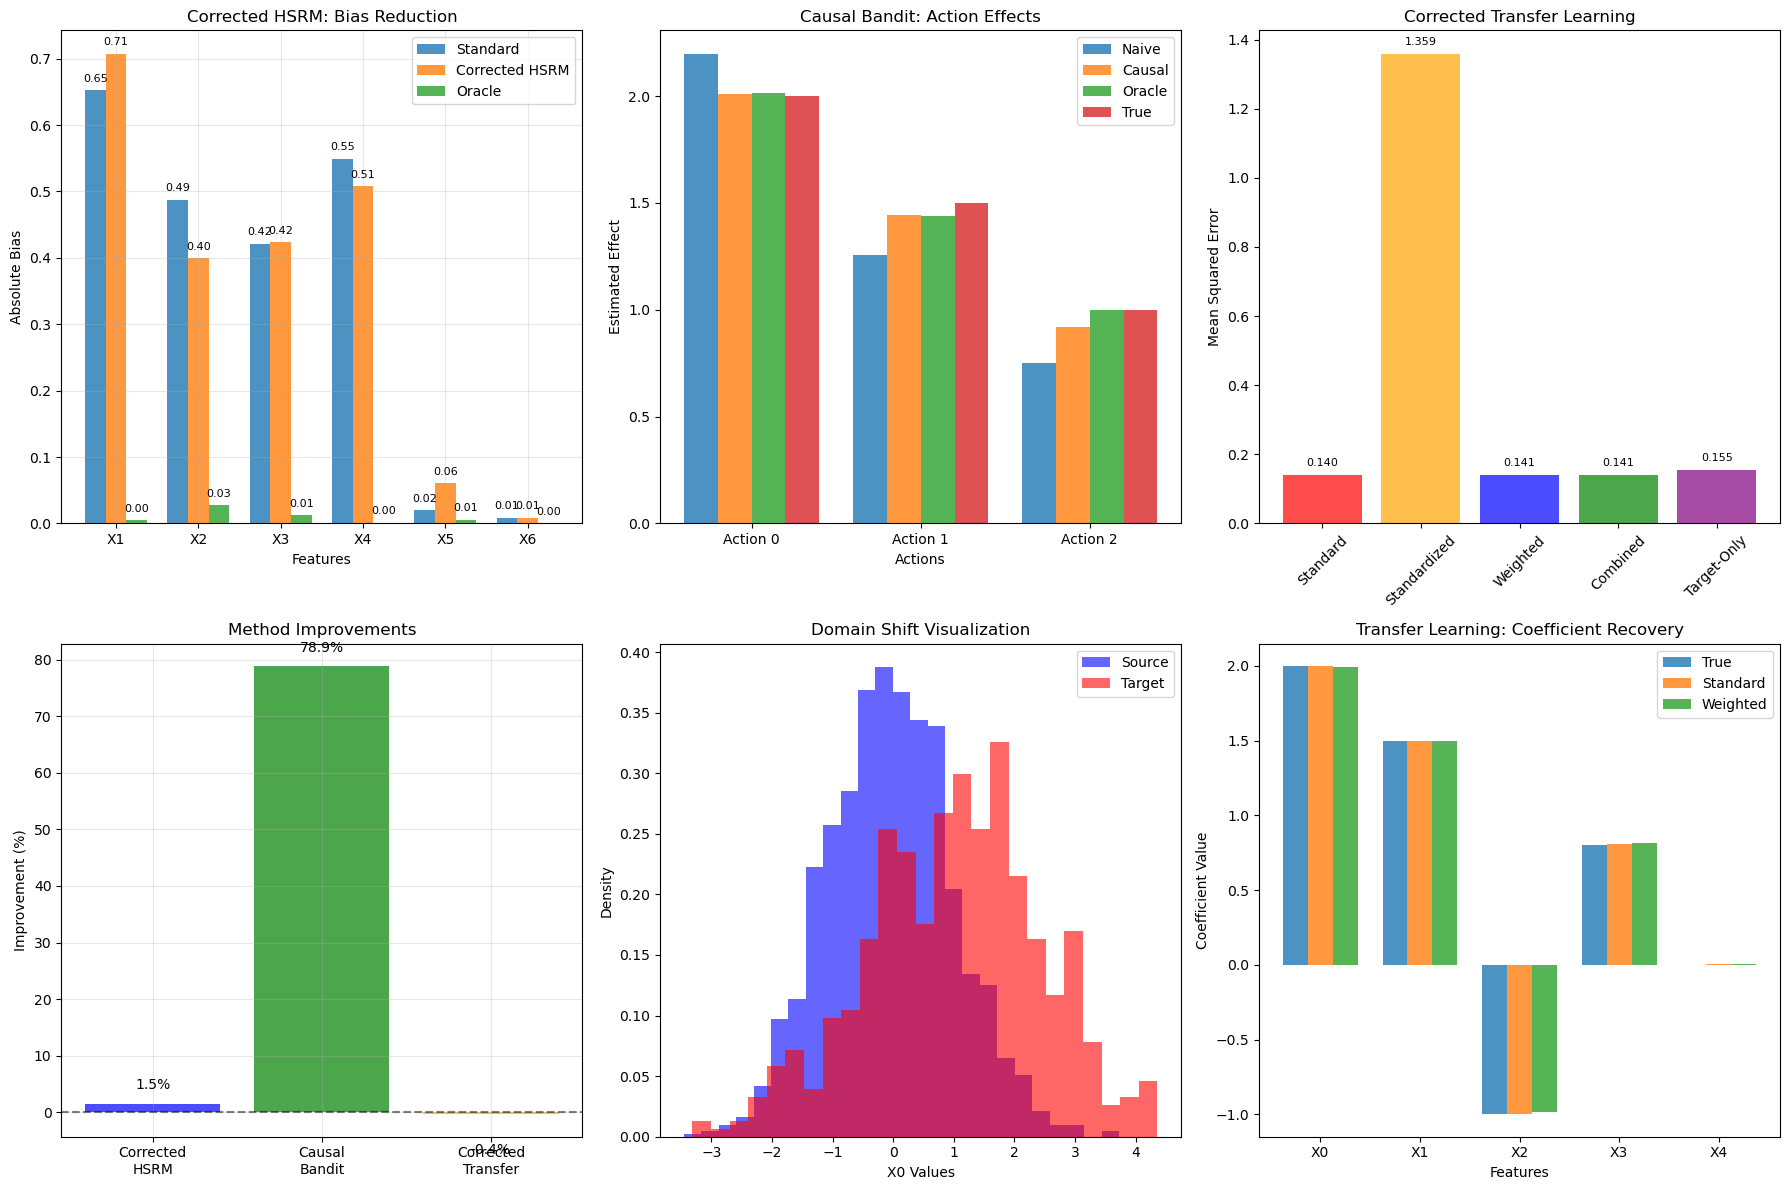 Corrected HSRM: Bias Reduction
Absolute Bias
0.7
0.6
0.5
0.4
0.3
0.2
0.1
0.0
0.65
0.71
0.00
0.49
0.40
0.03
0.42
0.42
0.01
0.55
0.51
0.00
0.02
0.06
0.01
0.01
0.01
0.00
Standard
Corrected HSRM
Oracle
X1 X2 X3 X4 X5 X6
Features
Causal Bandit: Action Effects
Estimated Effect
2.0
1.5
1.0
0.5
0.0
Naive
Causal
Oracle
True
Action 0 Action 1 Action 2
Actions
Corrected Transfer Learning
Mean Squared Error
1.4
1.2
1.0
0.8
0.6
0.4
0.2
0.0
0.140
1.359
0.141
0.141
0.155
Standard
Standardized
Weighted
Combined
Target-Only
Method Improvements
Improvement (%)
80
70
60
50
40
30
20
10
0
1.5%
78.9%
-0.4%
Corrected
HSRM
Causal
Bandit
Corrected
Transfer
Domain Shift Visualization
Density
0.40
0.35
0.30
0.25
0.20
0.15
0.10
0.05
0.00
Source
Target
−3 −2 −1 0 1 2 3 4
X0 Values
Transfer Learning: Coefficient Recovery
Coefficient Value
2.0
1.5
1.0
0.5
0.0
−0.5
−1.0
True
Standard
Weighted
X0 X1 X2 X3 X4
Features